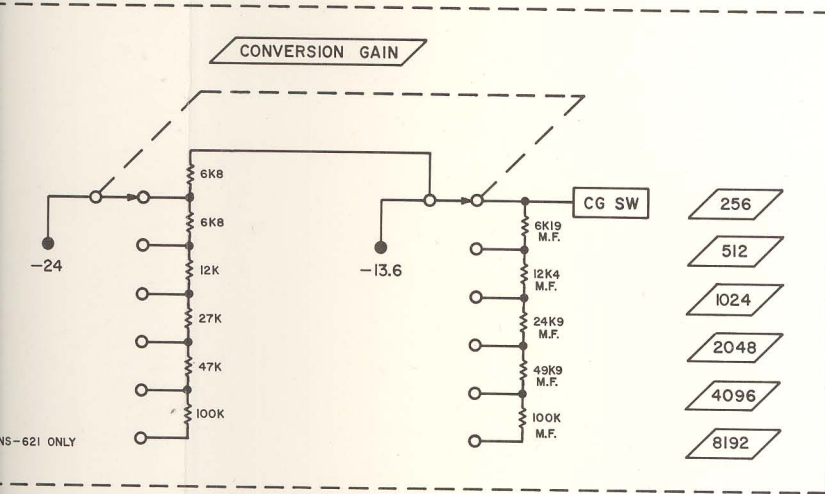 CONVERSION GAIN
6K8
CG SW
256
6K8
6K19
M.F.
-24
-13.6
512
12K
12K4
M.F.
1024
27K
24K9
M.F.
2048
47K
49K9
M.F.
4096
100K
100K
M.F.
NS-621 ONLY
8192